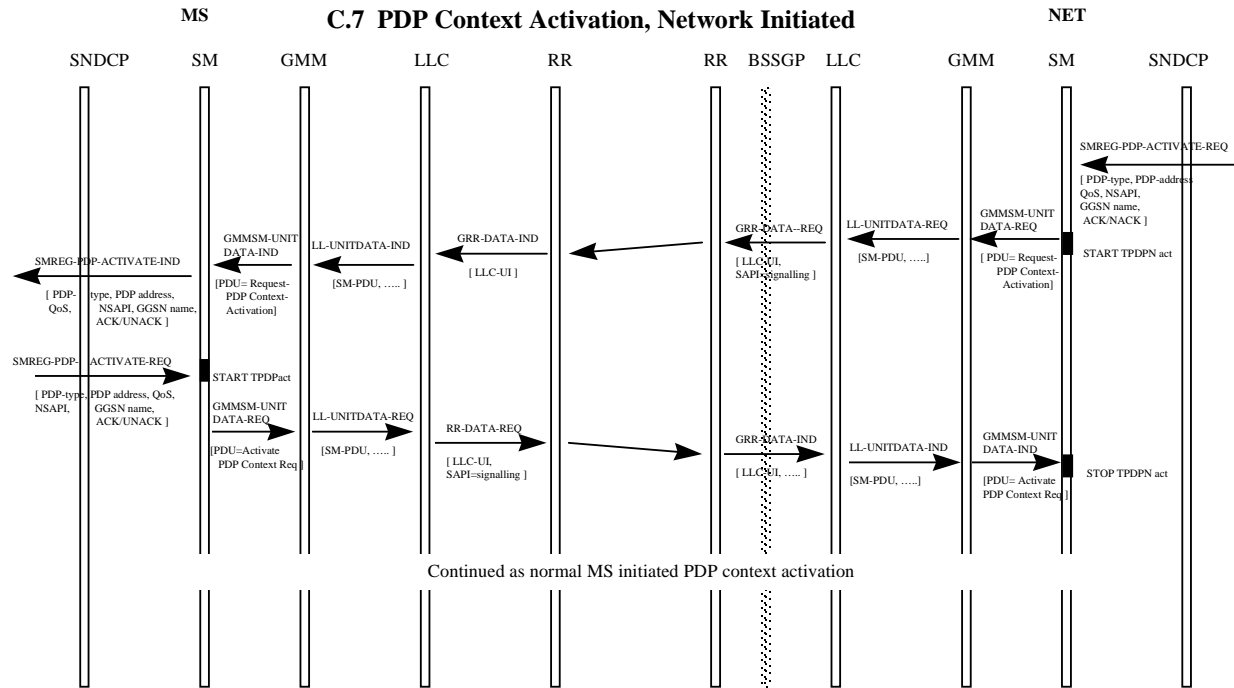 MS
C.7 PDP Context Activation, Network Initiated
NET
SNDCP SM GMM LLC RR RR BSSGP LLC GMM SM SNDCP
SMREG-PDP-ACTIVATE-REQ
[ PDP-type, PDP-address
QoS, NSAPI,
GGSN name,
ACK/NACK ]
GMMSM-UNIT
DATA-REQ
[ PDU= Request-
PDP Context-
Activation]
START TPDPN act
LL-UNITDATA-REQ
[SM-PDU, …..]
GRR-DATA--REQ
[ LLC-UI,
SAPI=signalling ]
GRR-DATA-IND
[ LLC-UI ]
LL-UNITDATA-IND
[SM-PDU, ….. ]
GMMSM-UNIT
DATA-IND
[PDU= Request-
PDP Context-
Activation]
SMREG-PDP-ACTIVATE-IND
[ PDP- type, PDP address,
QoS, NSAPI, GGSN name,
ACK/UNACK ]
SMREG-PDP- ACTIVATE-REQ
[ PDP-type, PDP address, QoS,
NSAPI, GGSN name,
ACK/UNACK ]
START TPDPact
GMMSM-UNIT
DATA-REQ
[PDU=Activate
PDP Context Req ]
LL-UNITDATA-REQ
[SM-PDU, ….. ]
RR-DATA-REQ
[ LLC-UI,
SAPI=signalling ]
GRR-DATA-IND
[ LLC-UI, ….. ]
LL-UNITDATA-IND
[SM-PDU, …..]
GMMSM-UNIT
DATA-IND
[PDU= Activate
PDP Context Req ]
STOP TPDPN act
Continued as normal MS initiated PDP context activation